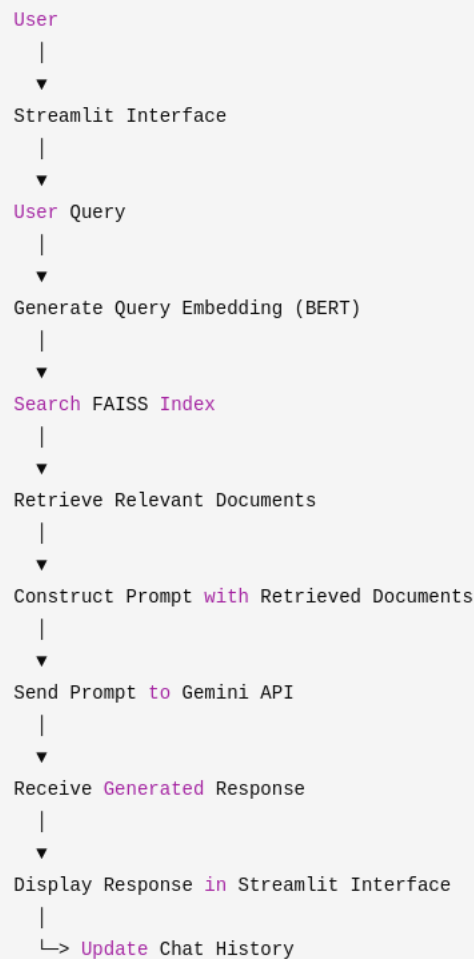 User
│
▼
Streamlit Interface
│
▼
User Query
│
▼
Generate Query Embedding (BERT)
│
▼
Search FAISS Index
│
▼
Retrieve Relevant Documents
│
▼
Construct Prompt with Retrieved Documents
│
▼
Send Prompt to Gemini API
│
▼
Receive Generated Response
│
▼
Display Response in Streamlit Interface
│
└─> Update Chat History